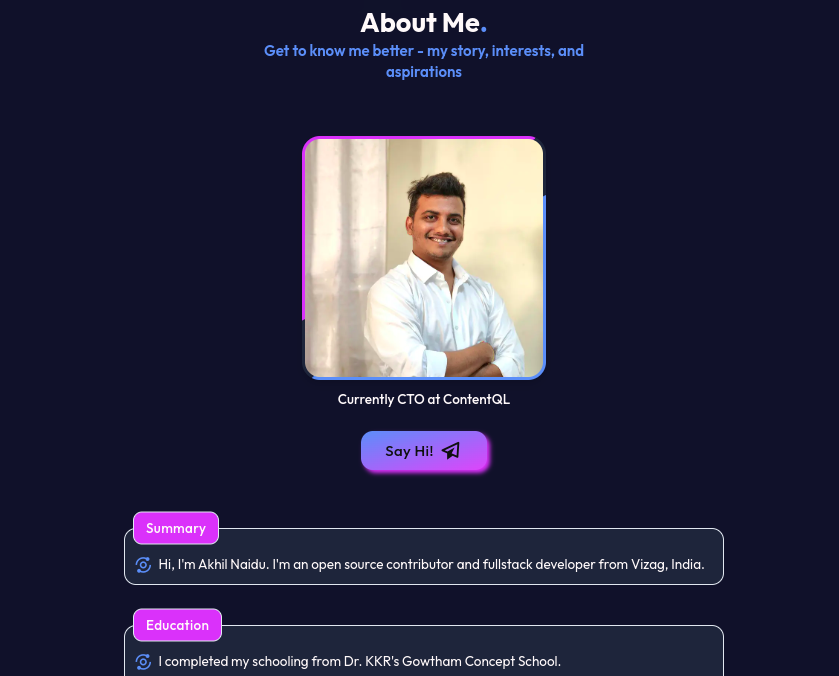 About Me.
Get to know me better - my story, interests, and
aspirations
Currently CTO at ContentQL
Say Hi!
Summary
Hi, I'm Akhil Naidu. I'm an open source contributor and fullstack developer from Vizag, India.
Education
I completed my schooling from Dr. KKR's Gowtham Concept School.